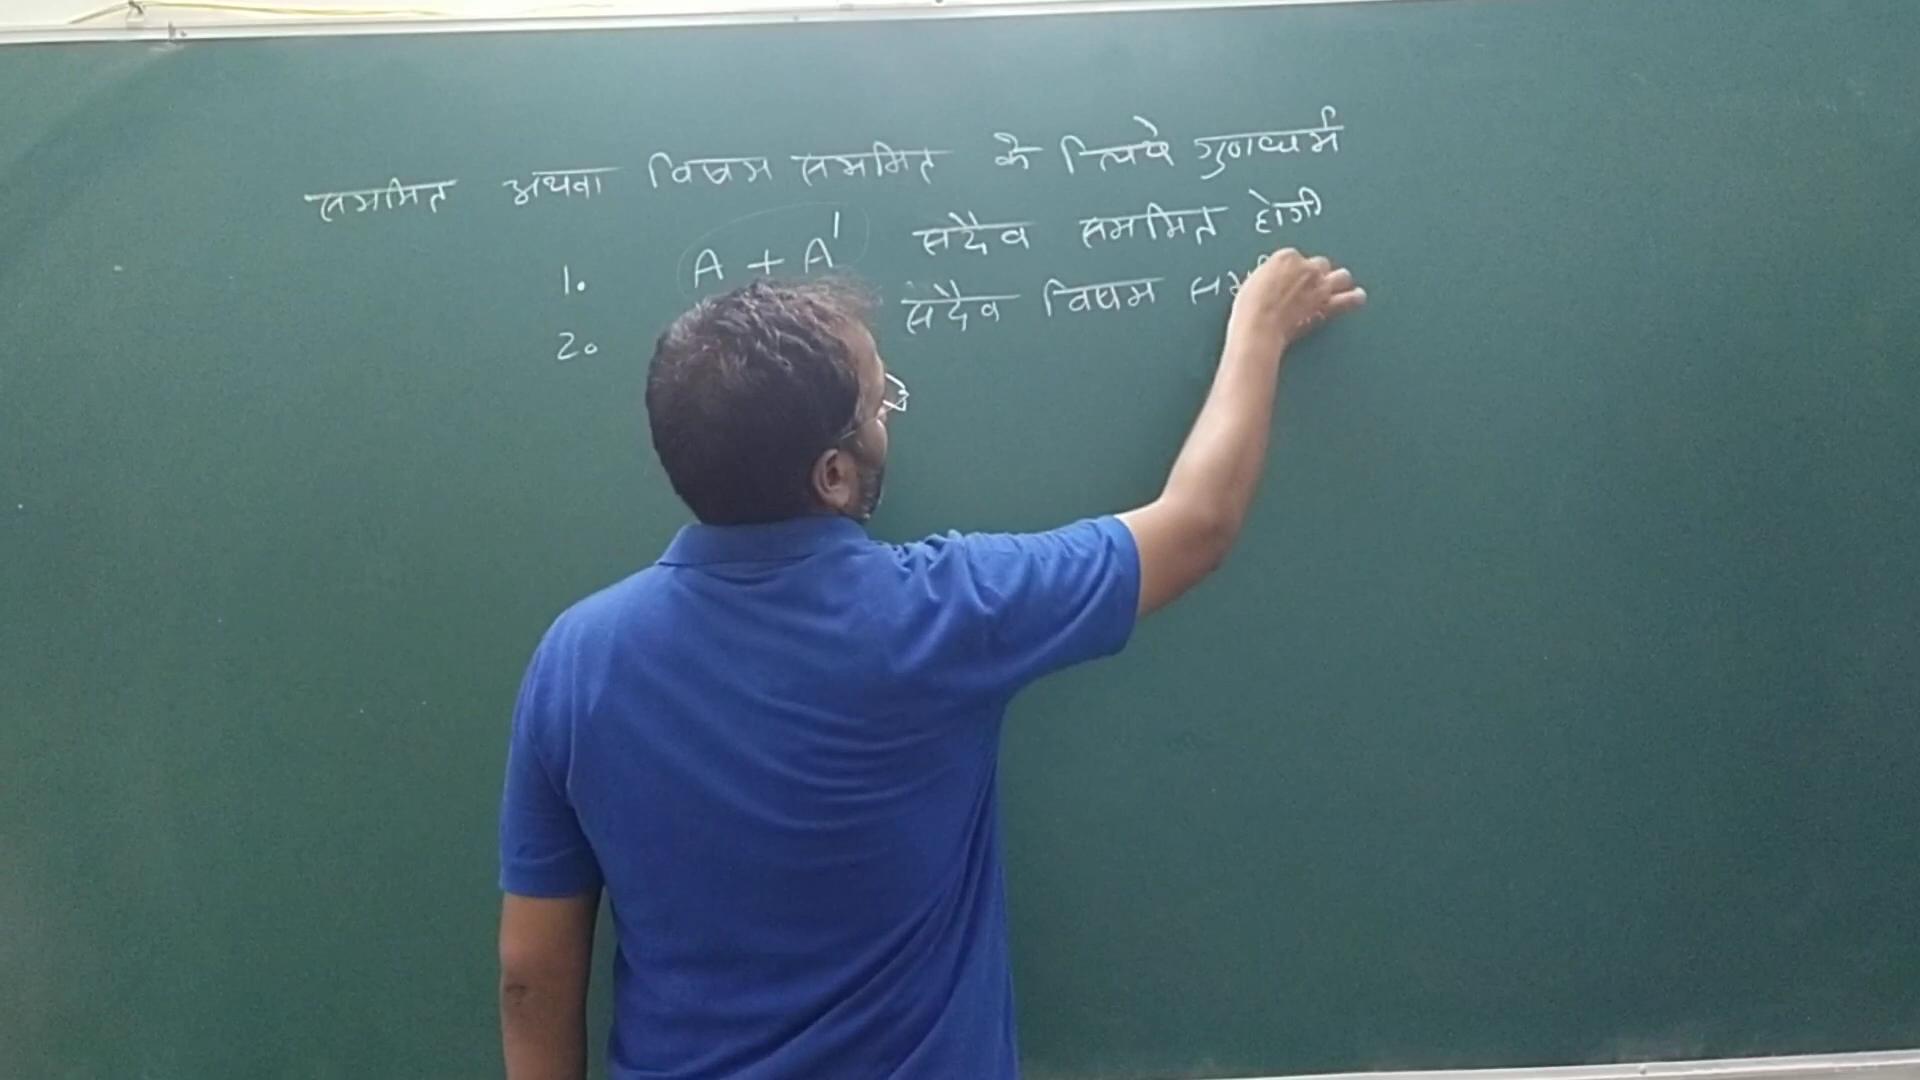 सममित अथवा विषम सममित के लिये गुणधर्म
1. A + A' सदैव सममित होगी
2. सदैव विषम